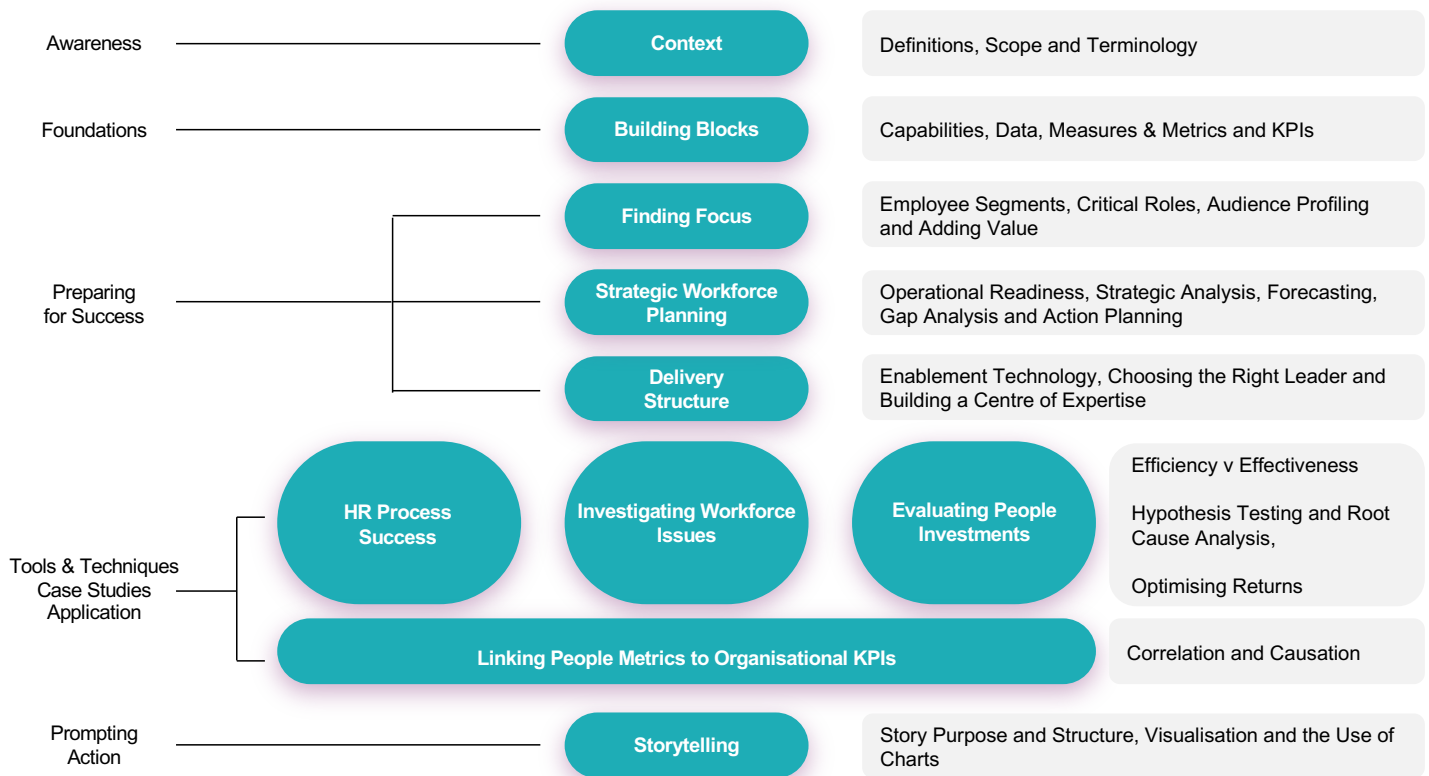 Awareness
Context
Definitions, Scope and Terminology
Foundations
Building Blocks
Capabilities, Data, Measures & Metrics and KPIs
Preparing
for Success
Finding Focus
Employee Segments, Critical Roles, Audience Profiling
and Adding Value
Strategic Workforce
Planning
Operational Readiness, Strategic Analysis, Forecasting,
Gap Analysis and Action Planning
Delivery
Structure
Enablement Technology, Choosing the Right Leader and
Building a Centre of Expertise
Tools & Techniques
Case Studies
Application
HR Process
Success
Investigating Workforce
Issues
Evaluating People
Investments
Efficiency v Effectiveness
Hypothesis Testing and Root
Cause Analysis,
Optimising Returns
Linking People Metrics to Organisational KPIs
Correlation and Causation
Prompting
Action
Storytelling
Story Purpose and Structure, Visualisation and the Use of
Charts